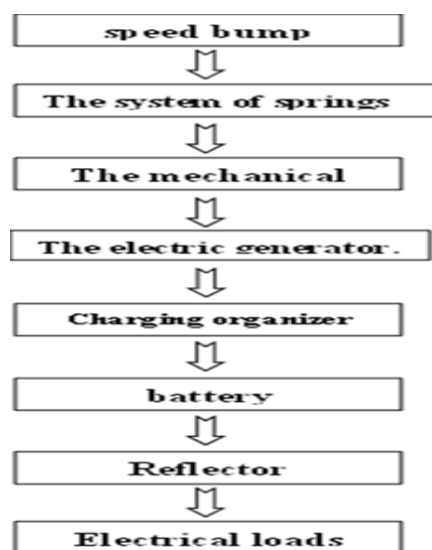 speed bump
The system of springs
The mechanical
The electric generator.
Charging organizer
battery
Reflector
Electrical loads